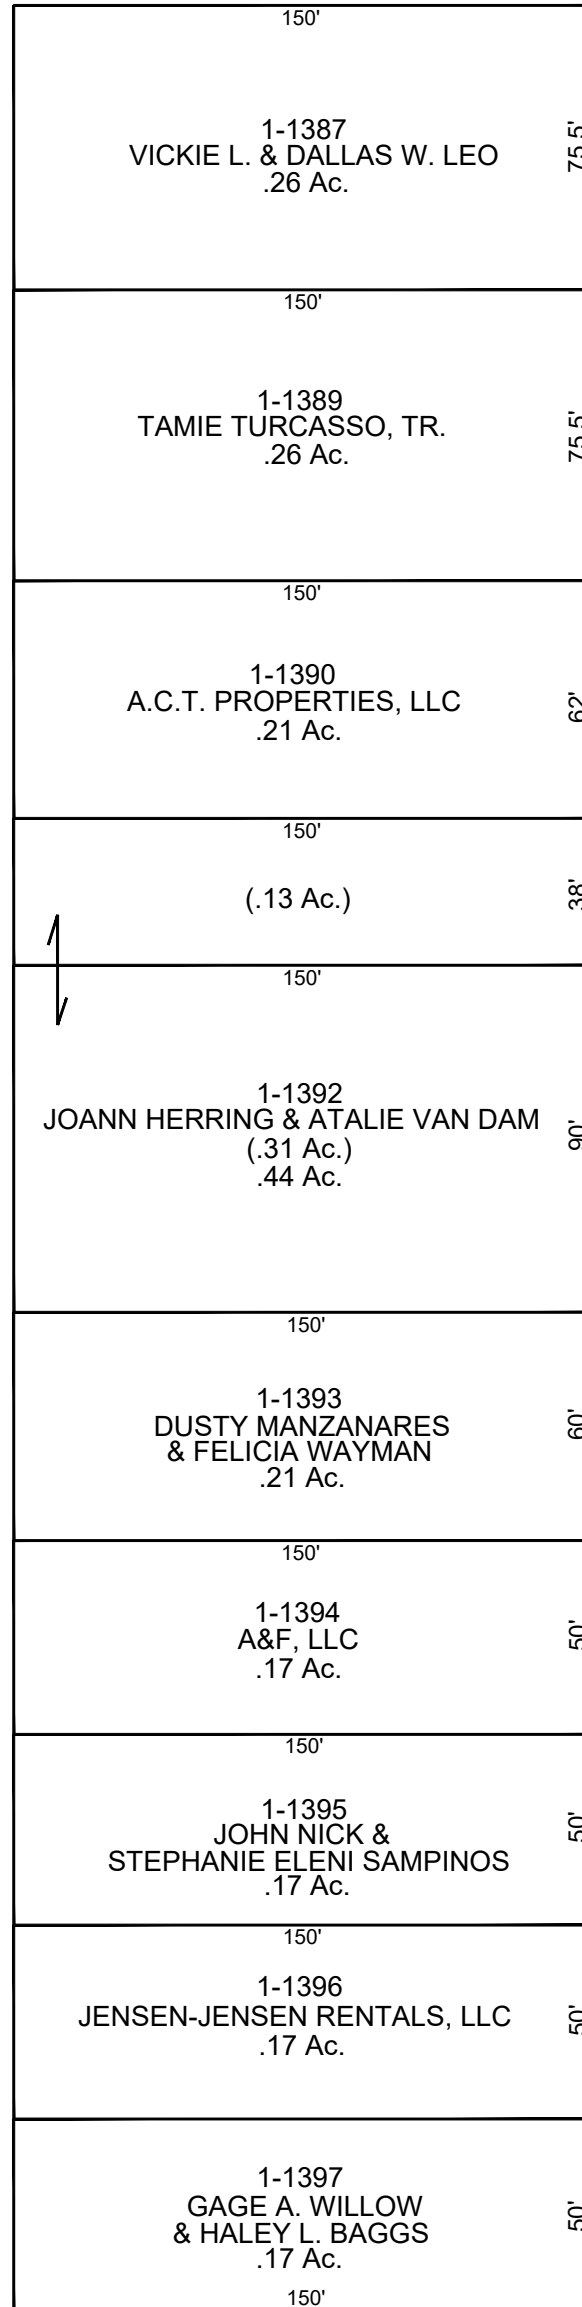 150'
1-1387
VICKIE L. & DALLAS W. LEO
.26 Ac.
75.5'
150'
1-1389
TAMIE TURCASSO, TR.
.26 Ac.
75.5'
150'
1-1390
A.C.T. PROPERTIES, LLC
.21 Ac.
62'
150'
(.13 Ac.)
38'
150'
1-1392
JOANN HERRING & ATALIE VAN DAM
(.31 Ac.)
.44 Ac.
90'
150'
1-1393
DUSTY MANZANARES
& FELICIA WAYMAN
.21 Ac.
60'
150'
1-1394
A&F, LLC
.17 Ac.
50'
150'
1-1395
JOHN NICK &
STEPHANIE ELENI SAMPINOS
.17 Ac.
50'
150'
1-1396
JENSEN-JENSEN RENTALS, LLC
.17 Ac.
50'
1-1397
GAGE A. WILLOW
& HALEY L. BAGGS
.17 Ac.
50'
150'